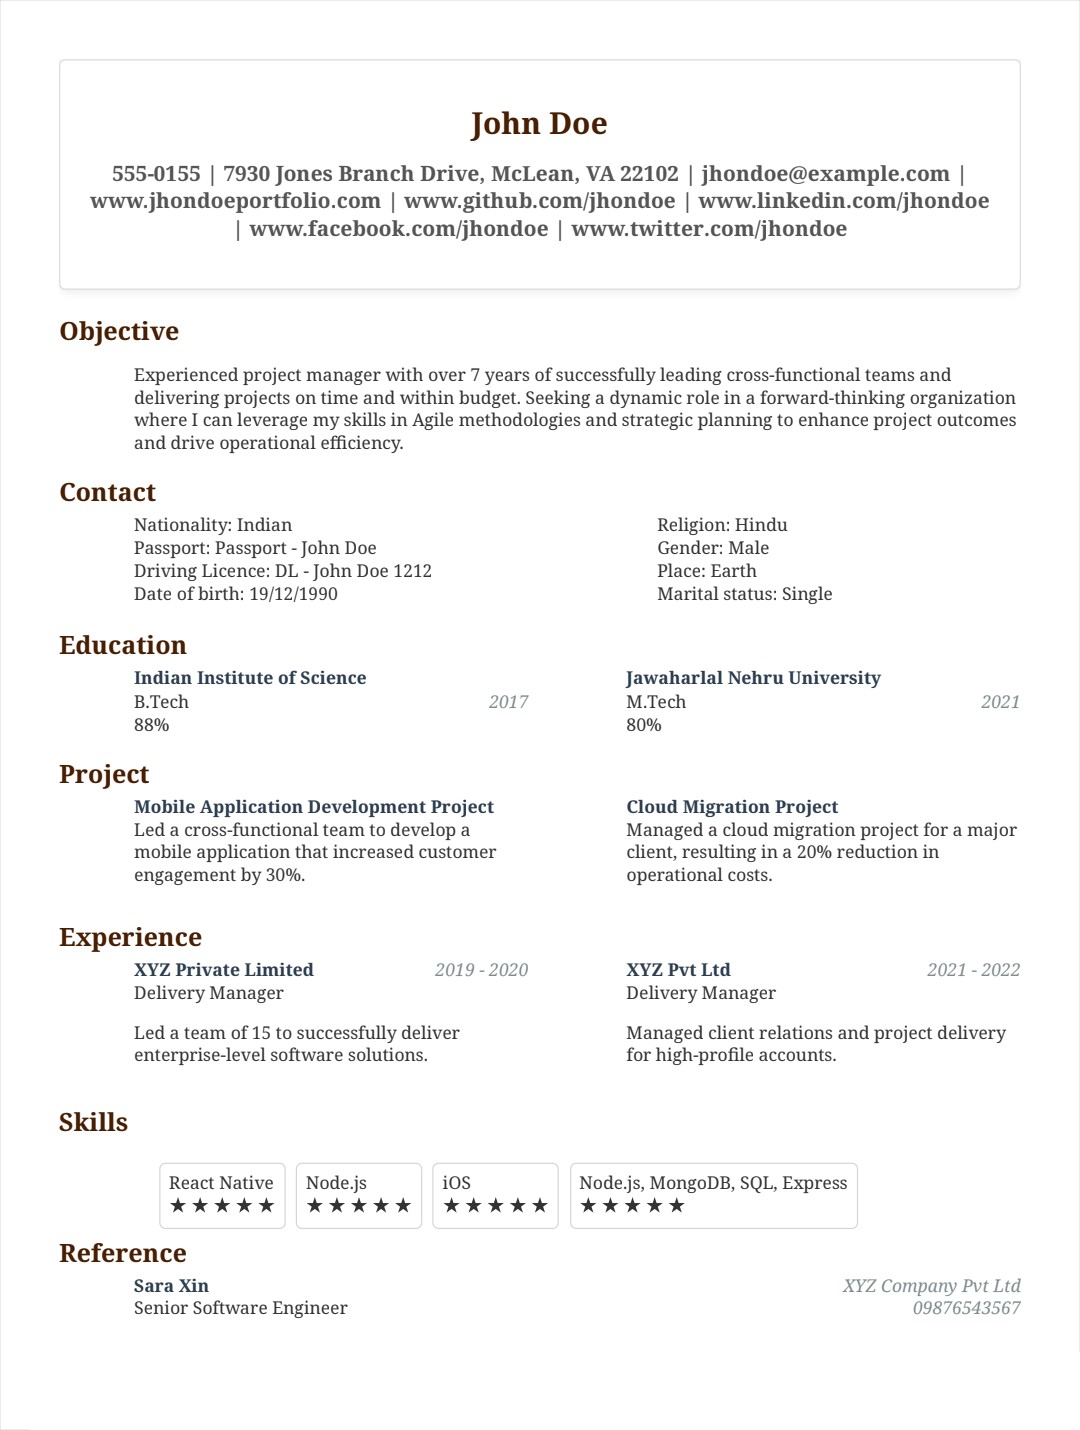 John Doe
555-0155 | 7930 Jones Branch Drive, McLean, VA 22102 | jhondoe@example.com |
www.jhondoeportfolio.com | www.github.com/jhondoe | www.linkedin.com/jhondoe
| www.facebook.com/jhondoe | www.twitter.com/jhondoe
Objective
Experienced project manager with over 7 years of successfully leading cross-functional teams and
delivering projects on time and within budget. Seeking a dynamic role in a forward-thinking organization
where I can leverage my skills in Agile methodologies and strategic planning to enhance project outcomes
and drive operational efficiency.
Contact
Nationality: Indian
Passport: Passport - John Doe
Driving Licence: DL - John Doe 1212
Date of birth: 19/12/1990
Religion: Hindu
Gender: Male
Place: Earth
Marital status: Single
Education
Indian Institute of Science
B.Tech 2017
88%
Jawaharlal Nehru University
M.Tech 2021
80%
Project
Mobile Application Development Project
Led a cross-functional team to develop a
mobile application that increased customer
engagement by 30%.
Cloud Migration Project
Managed a cloud migration project for a major
client, resulting in a 20% reduction in
operational costs.
Experience
XYZ Private Limited 2019 - 2020
Delivery Manager
Led a team of 15 to successfully deliver
enterprise-level software solutions.
XYZ Pvt Ltd 2021 - 2022
Delivery Manager
Managed client relations and project delivery
for high-profile accounts.
Skills
React Native
★ ★ ★ ★ ★
Node.js
★ ★ ★ ★ ★
iOS
★ ★ ★ ★ ★
Node.js, MongoDB, SQL, Express
★ ★ ★ ★ ★
Reference
Sara Xin XYZ Company Pvt Ltd
Senior Software Engineer 09876543567